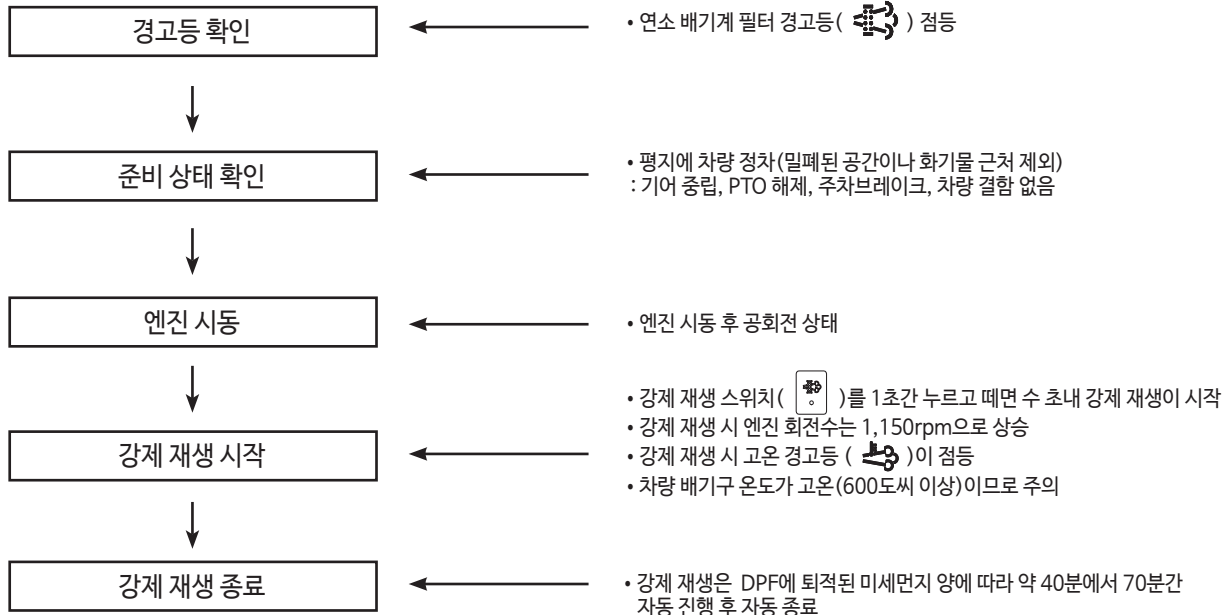 경고등 확인
• 연소 배기계 필터 경고등( ) 점등
준비 상태 확인
• 평지에 차량 정차(밀폐된 공간이나 화기물 근처 제외)
: 기어 중립, PTO 해제, 주차브레이크, 차량 결함 없음
엔진 시동
• 엔진 시동 후 공회전 상태
강제 재생 시작
• 강제 재생 스위치( )를 1초간 누르고 떼면 수 초내 강제 재생이 시작
• 강제 재생 시 엔진 회전수는 1,150rpm으로 상승
• 강제 재생 시 고온 경고등 ( )이 점등
• 차량 배기구 온도가 고온(600도씨 이상)이므로 주의
강제 재생 종료
• 강제 재생은 DPF에 퇴적된 미세먼지 양에 따라 약 40분에서 70분간
자동 진행 후 자동 종료